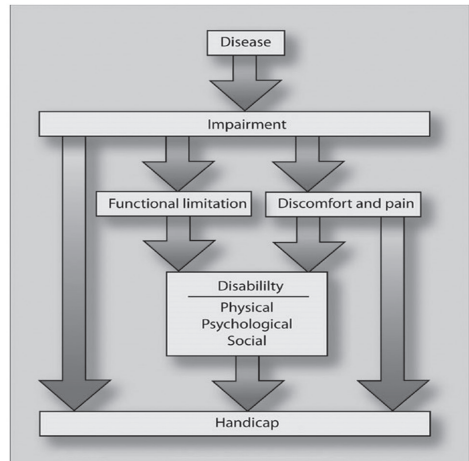 Disease
Impairment
Functional limitation
Discomfort and pain
Disabililty
Physical
Psychological
Social
Handicap